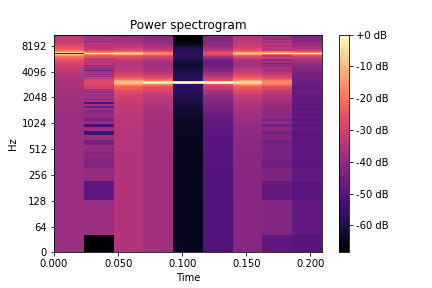 Power spectrogram
8192
4096
2048
1024
512
256
128
64
0
Hz
0.000 0.050 0.100 0.150 0.200
Time
+0 dB
-10 dB
-20 dB
-30 dB
-40 dB
-50 dB
-60 dB